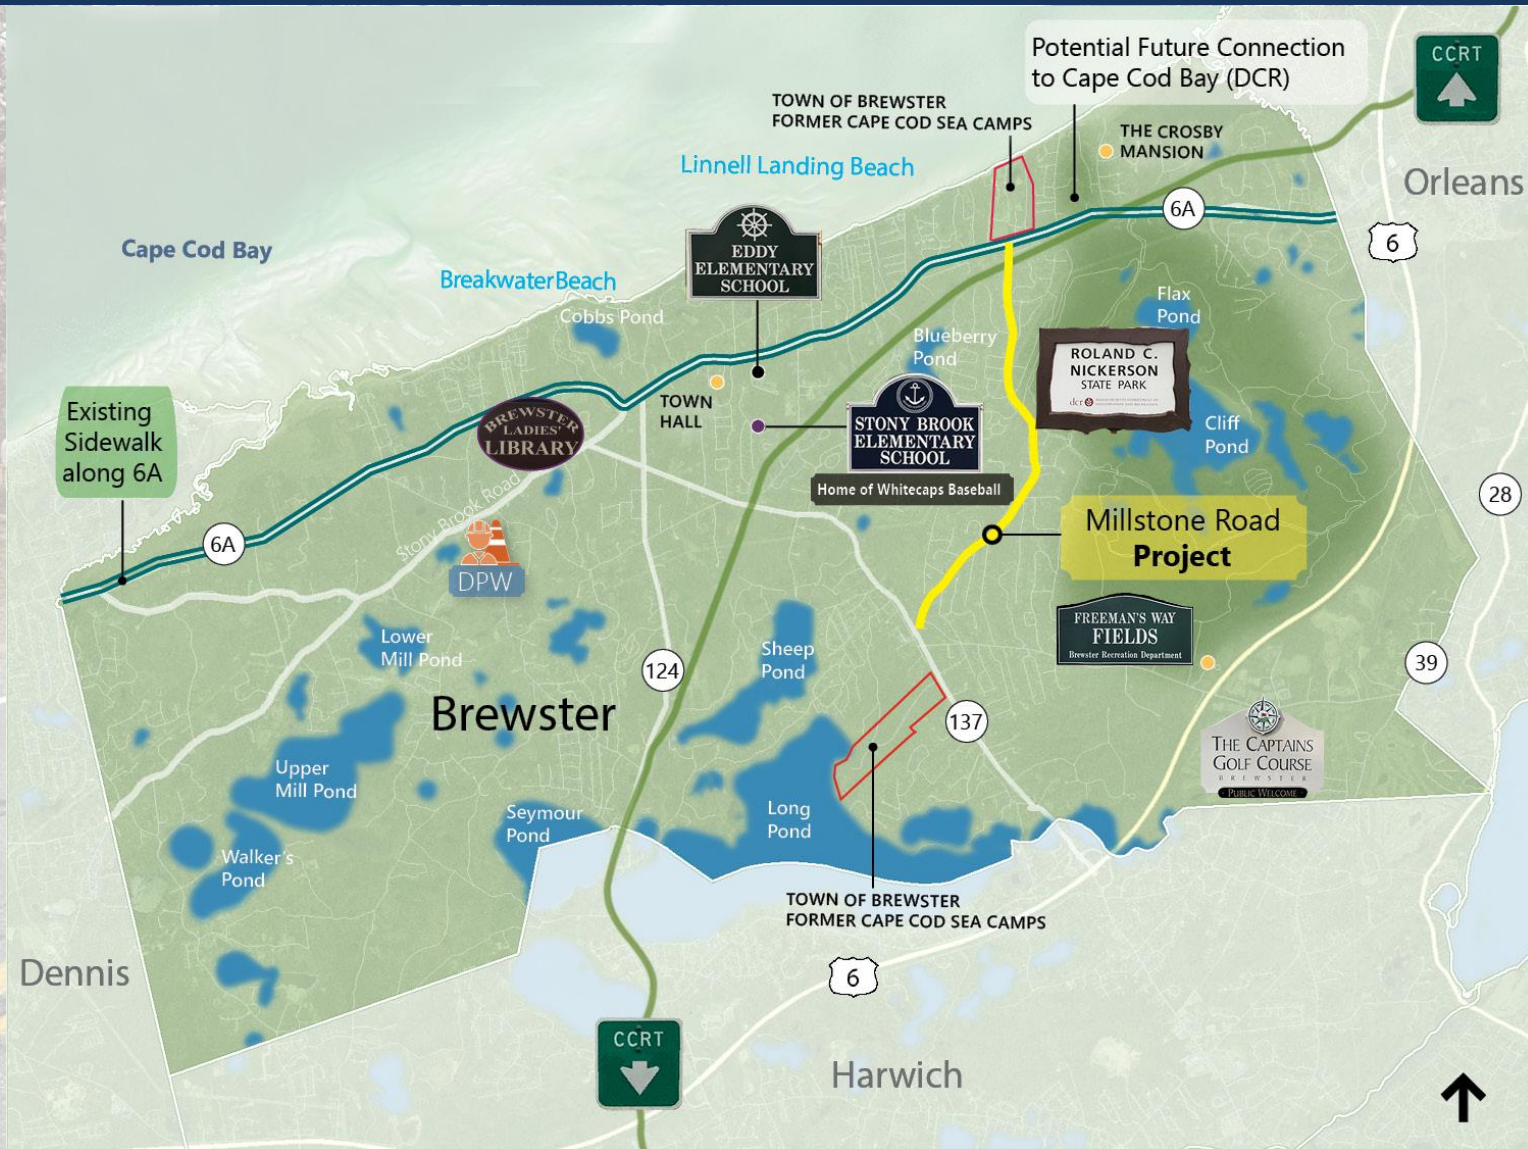 Potential Future Connection
to Cape Cod Bay (DCR)
CCRT
TOWN OF BREWSTER
FORMER CAPE COD SEA CAMPS
THE CROSBY
MANSION
Linnell Landing Beach
Orleans
6A
6
EDDY
ELEMENTARY
SCHOOL
Cape Cod Bay
BreakwaterBeach
Cobbs Pond
Flax
Pond
Blueberry
Pond
ROLAND C.
NICKERSON
STATE PARK
dcr
TOWN
HALL
Existing
Sidewalk
along 6A
BREWSTER
LADIES'
LIBRARY
STONY BROOK
ELEMENTARY
SCHOOL
Home of Whitecaps Baseball
Cliff
Pond
28
Stony Brook Road
6A
Millstone Road
Project
DPW
FREEMAN'S WAY
FIELDS
Brewster Recreation Department
Lower
Mill Pond
Sheep
Pond
124
39
Brewster
137
THE CAPTAINS
GOLF COURSE
BREWSTER
PUBLIC WELCOME
Upper
Mill Pond
Seymour
Pond
Long
Pond
Walker's
Pond
TOWN OF BREWSTER
FORMER CAPE COD SEA CAMPS
Dennis
6
CCRT
Harwich